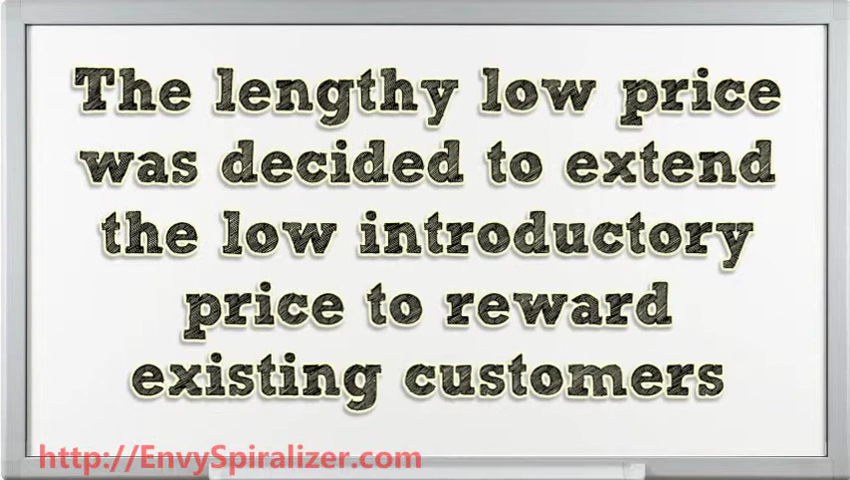 The lengthy low price
was decided to extend
the low introductory
price to reward
existing customers
http://EnvySpiralizer.com